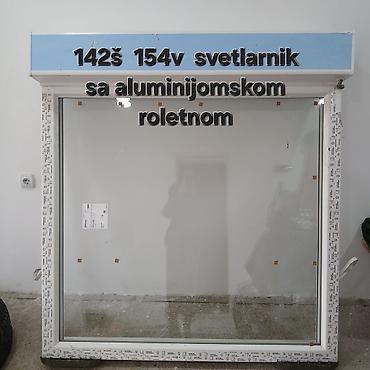 142š 154v svetlarnik
sa aluminijomskom
roletnom